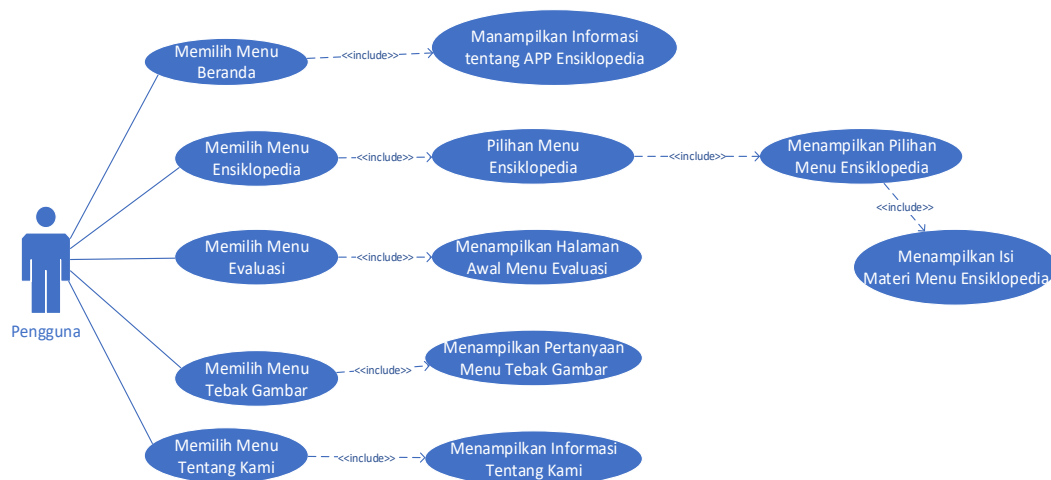 Memilih Menu
Beranda
<<include>>
Manampilkan Informasi
tentang APP Ensiklopedia
Memilih Menu
Ensiklopedia
<<include>>
Pilihan Menu
Ensiklopedia
<<include>>
Menampilkan Pilihan
Menu Ensiklopedia
<<include>>
Menampilkan Isi
Materi Menu Ensiklopedia
Memilih Menu
Evaluasi
<<include>>
Menampilkan Halaman
Awal Menu Evaluasi
Pengguna
Memilih Menu
Tebak Gambar
<<include>>
Menampilkan Pertanyaan
Menu Tebak Gambar
Memilih Menu
Tentang Kami
<<include>>
Menampilkan Informasi
Tentang Kami